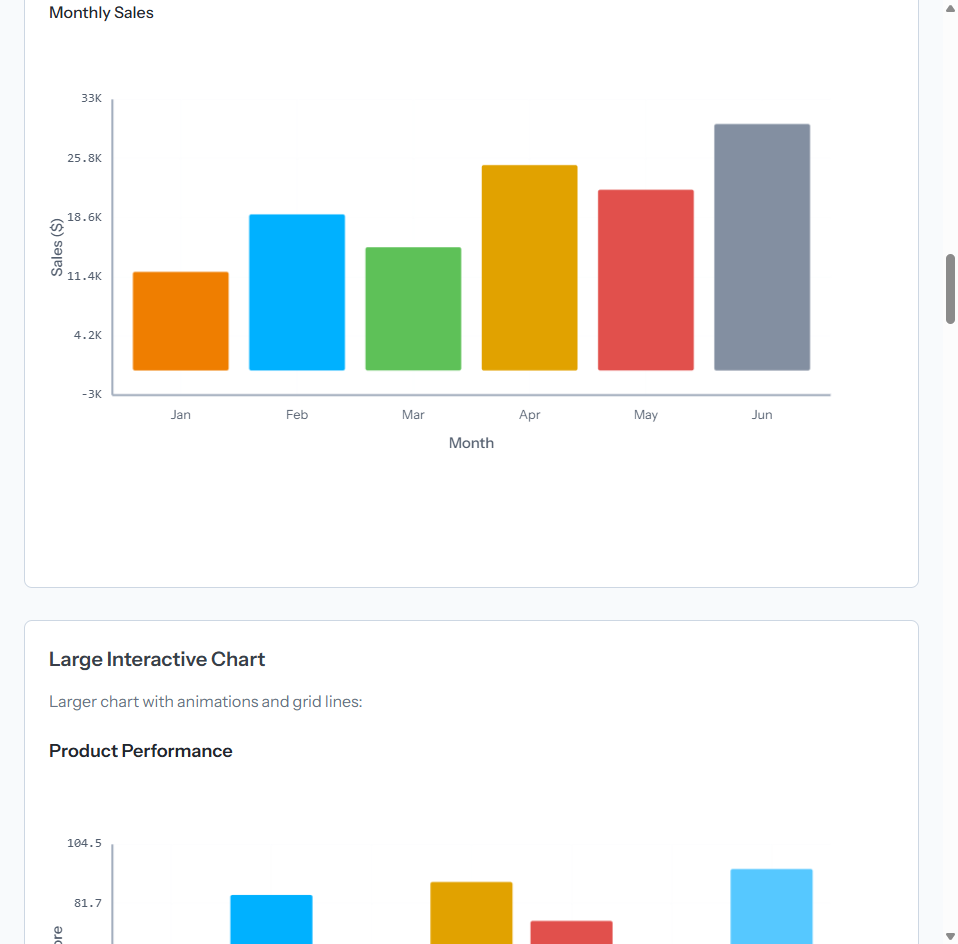 Monthly Sales
33K
25.8K
18.6K
11.4K
4.2K
-3K
Sales ($)
Jan Feb Mar Apr May Jun
Month
Large Interactive Chart
Larger chart with animations and grid lines:
Product Performance
104.5
81.7